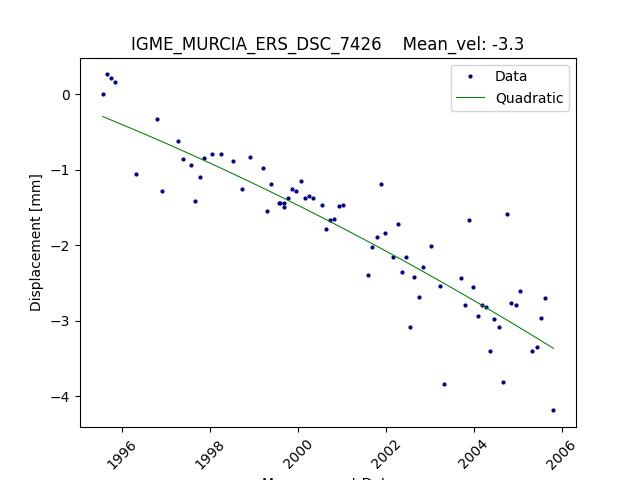 IGME_MURCIA_ERS_DSC_7426    Mean_vel: -3.3
Data
Quadratic
Displacement [mm]
0
−1
−2
−3
−4
1996
1998
2000
2002
2004
2006